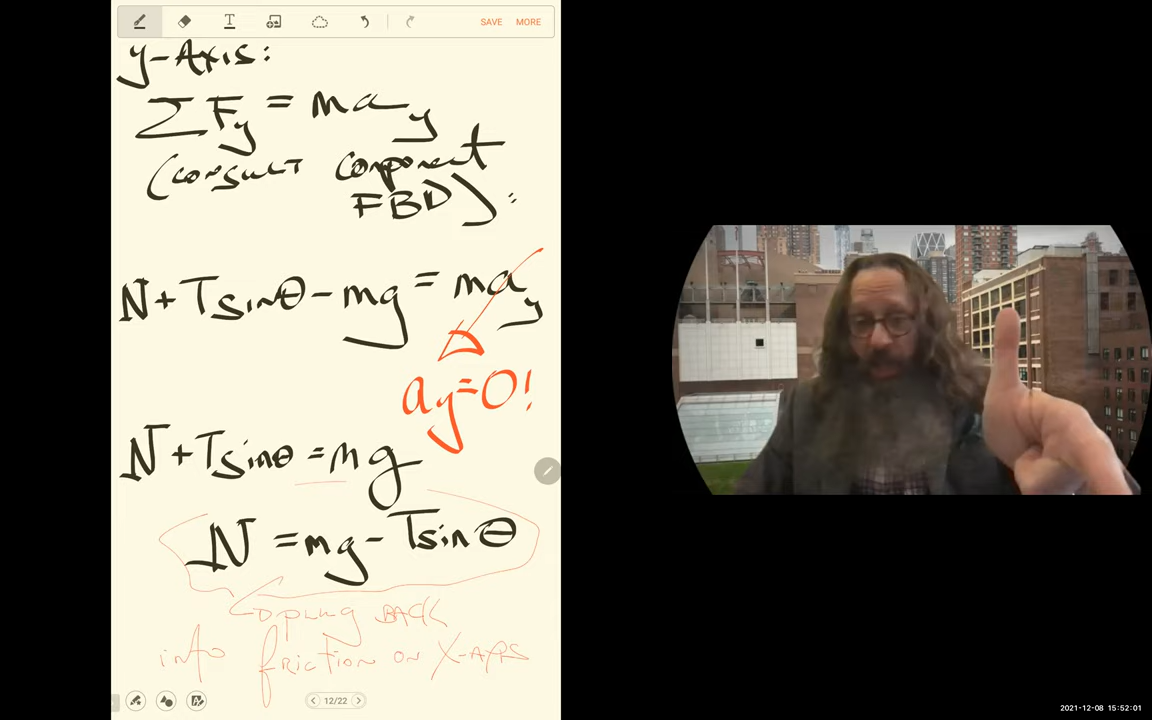 SAVE MORE
y-Axis:
ΣFy = may
(consult component
FBD):
N+Tsinθ-mg = may
ay=0!
N+Tsinθ=mg
N=mg-Tsinθ
BACK
into friction on X-AXIS
12/22
2021-12-08 15:52:01